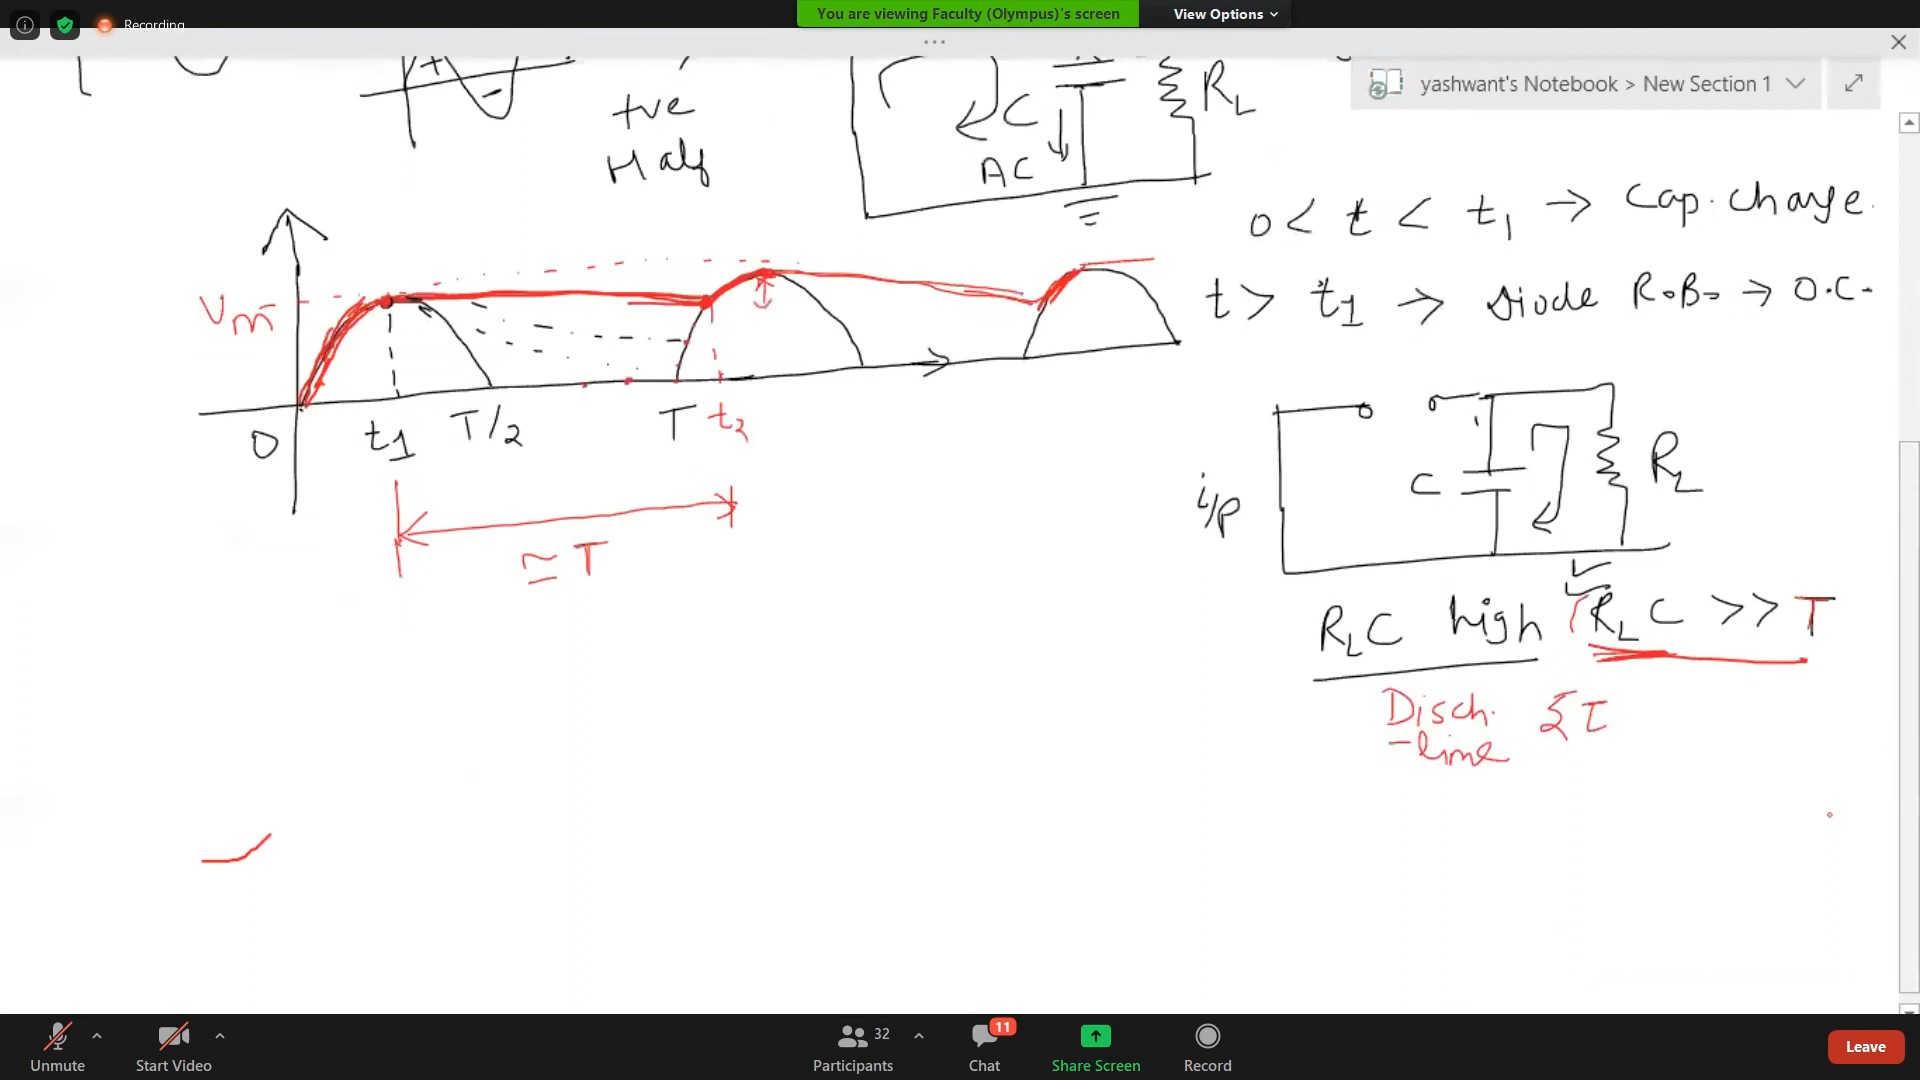 Recording
You are viewing Faculty (Olympus)'s screen
View Options
yashwant's Notebook > New Section 1
+
-
+ve
Half
C
AC
RL
0 < t < t1 → Cap. Charge.
t > t1 → Diode R.B. → O.C.
Vm
0
t1
T/2
T
t2
≃ T
i/p
C
RL
RLC high
RLC >> T
Disch.
-time
Unmute
Start Video
32
Participants
11
Chat
Share Screen
Record
Leave